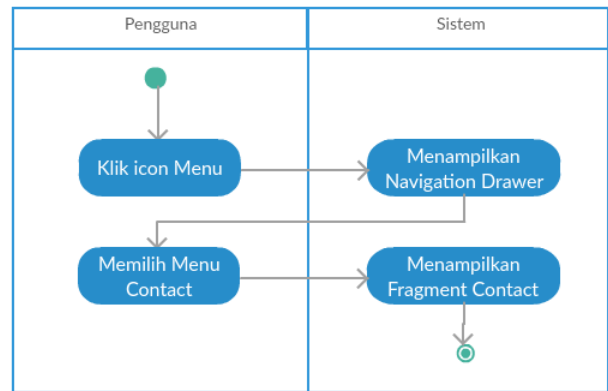 Pengguna
Sistem
Klik icon Menu
Menampilkan
Navigation Drawer
Memilih Menu
Contact
Menampilkan
Fragment Contact